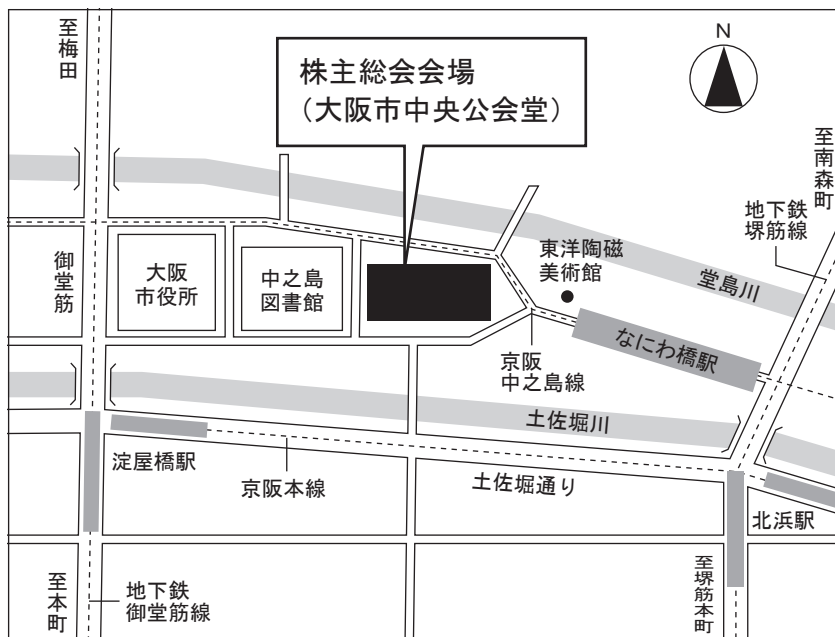 至梅田
株主総会会場
(大阪市中央公会堂)
N
至南森町
地下鉄
堺筋線
御堂筋
大阪
市役所
中之島
図書館
東洋陶磁
美術館
堂島川
なにわ橋駅
京阪
中之島線
土佐堀川
淀屋橋駅
京阪本線
土佐堀通り
北浜駅
至本町
地下鉄
御堂筋線
至堺筋本町